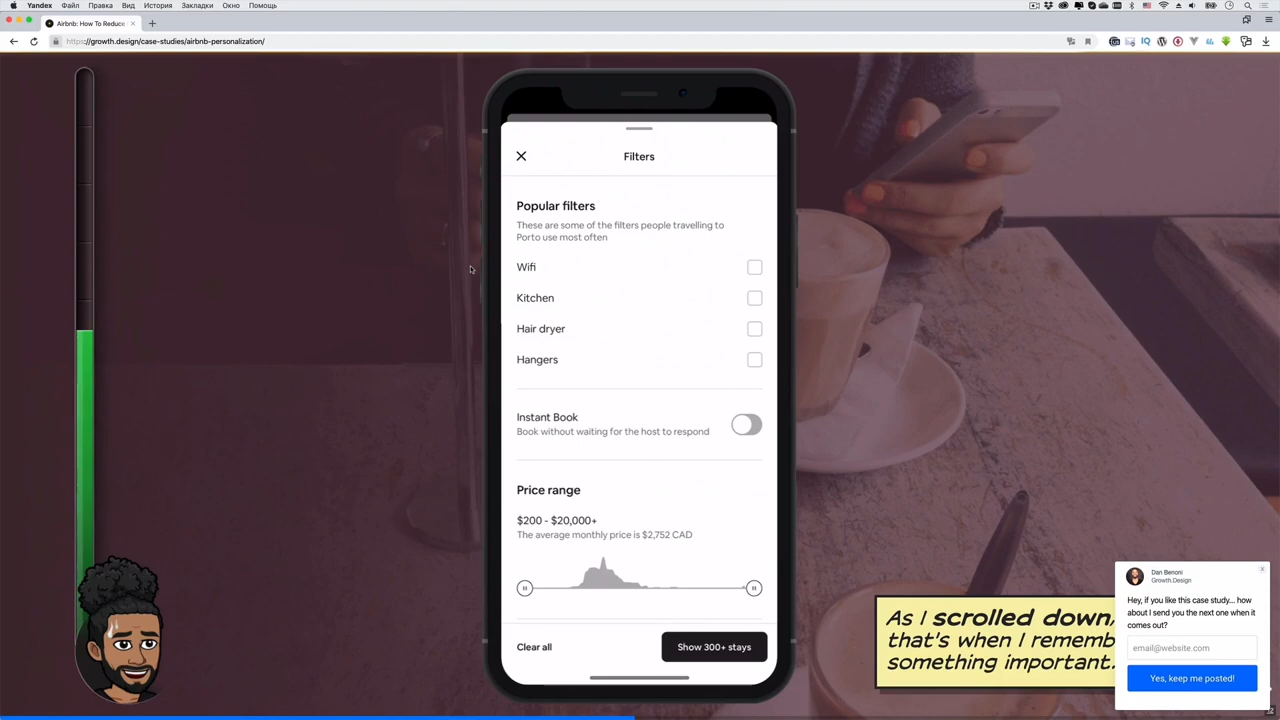 Yandex Файл Правка Вид История Закладки Окно Помощь
Airbnb: How To Reduce
https://growth.design/case-studies/airbnb-personalization/
IQ
Filters
Popular filters
These are some of the filters people travelling to
Porto use most often
Wifi
Kitchen
Hair dryer
Hangers
Instant Book
Book without waiting for the host to respond
Price range
$200 - $20,000+
The average monthly price is $2,752 CAD
Clear all
Show 300+ stays
As I scrolled down,
that's when I rememb
something important.
Dan Benoni
Growth.Design
Hey, if you like this case study... how
about I send you the next one when it
comes out?
email@website.com
Yes, keep me posted!